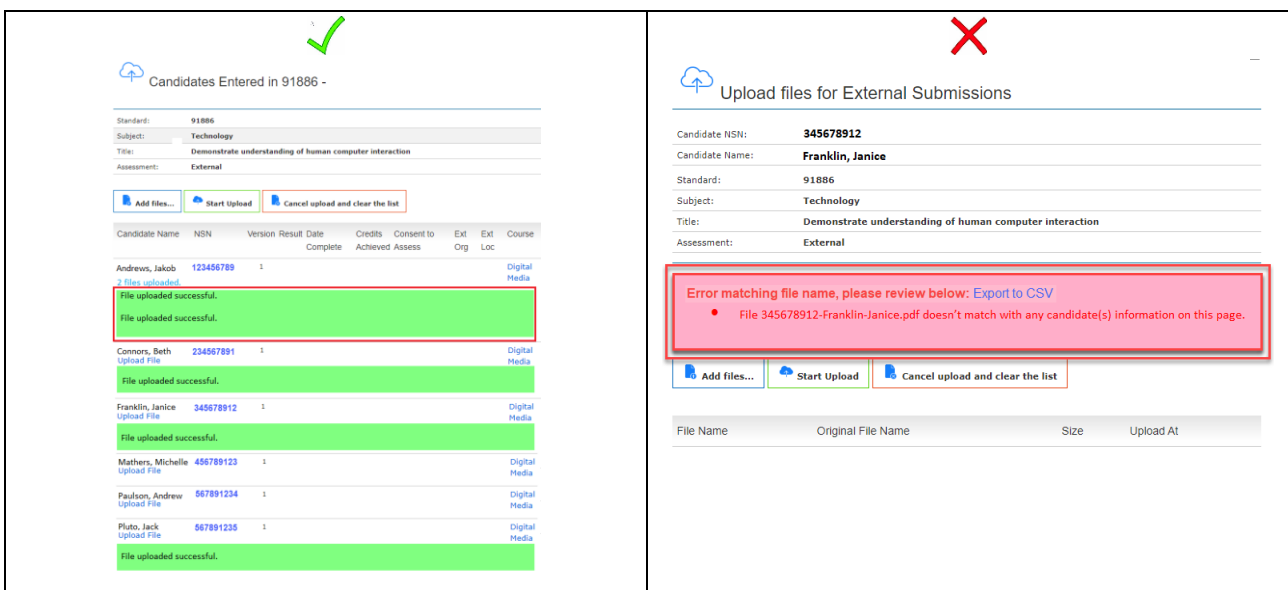 Candidates Entered in 91886 -
Standard: 91886
Subject: Technology
Title: Demonstrate understanding of human computer interaction
Assessment: External
Add files... Start Upload Cancel upload and clear the list
Candidate Name NSN Version Result Date Complete Credits Achieved Consent to Assess Ext Org Ext Loc Course
Andrews, Jakob 123456789 1 Digital Media
2 files uploaded.
File uploaded successful.
File uploaded successful.
Connors, Beth 234567891 1 Digital Media
Upload File
File uploaded successful.
Franklin, Janice 345678912 1 Digital Media
Upload File
File uploaded successful.
Mathers, Michelle 456789123 1 Digital Media
Upload File
Paulson, Andrew 567891234 1 Digital Media
Upload File
Pluto, Jack 567891235 1 Digital Media
Upload File
File uploaded successful.
Upload files for External Submissions
Candidate NSN: 345678912
Candidate Name: Franklin, Janice
Standard: 91886
Subject: Technology
Title: Demonstrate understanding of human computer interaction
Assessment: External
Error matching file name, please review below: Export to CSV
File 345678912-Franklin-Janice.pdf doesn't match with any candidate(s) information on this page.
Add files... Start Upload Cancel upload and clear the list
File Name Original File Name Size Upload At